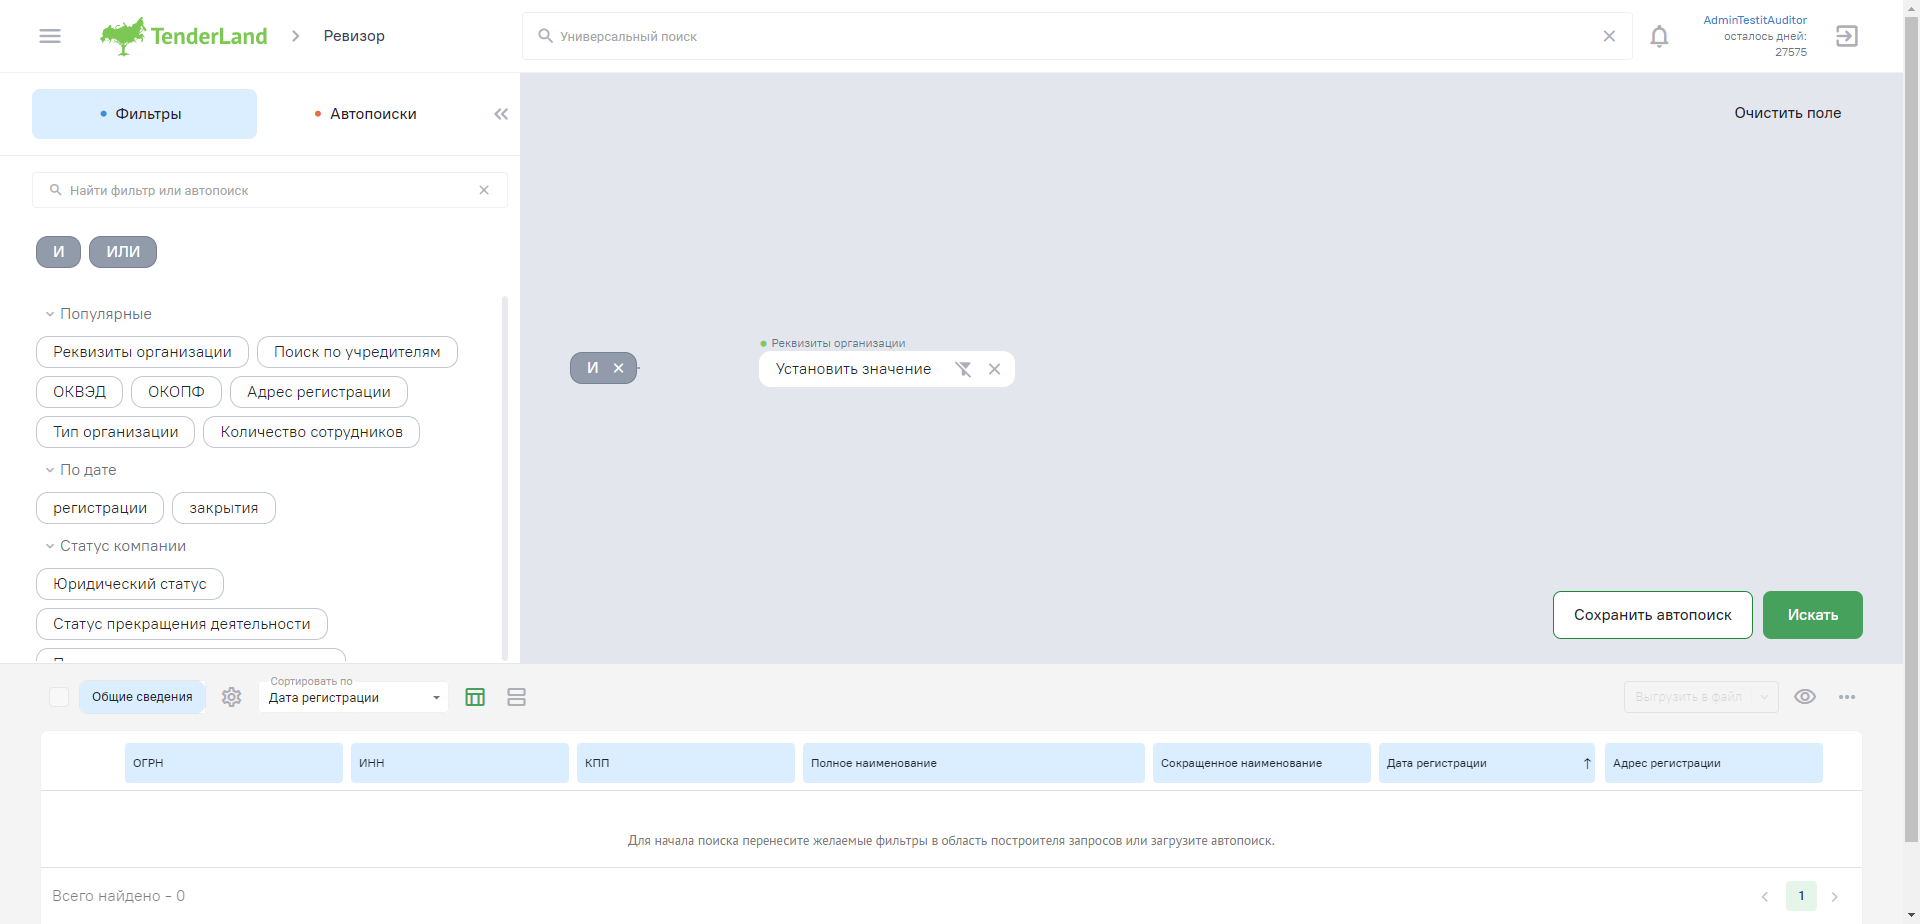 TenderLand
Ревизор
Универсальный поиск
AdminTestitAuditor
осталось дней:
27575
Фильтры
Автопоиски
Очистить поле
Найти фильтр или автопоиск
И
ИЛИ
Популярные
Реквизиты организации
Поиск по учредителям
ОКВЭД
ОКОПФ
Адрес регистрации
Тип организации
Количество сотрудников
По дате
регистрации
закрытия
Статус компании
Юридический статус
Статус прекращения деятельности
И
Реквизиты организации
Установить значение
Сохранить автопоиск
Искать
Общие сведения
Сортировать по
Дата регистрации
Выгрузить в файл
ОГРН
ИНН
КПП
Полное наименование
Сокращенное наименование
Дата регистрации
Адрес регистрации
Для начала поиска перенесите желаемые фильтры в область построителя запросов или загрузите автопоиск.
Всего найдено - 0
1